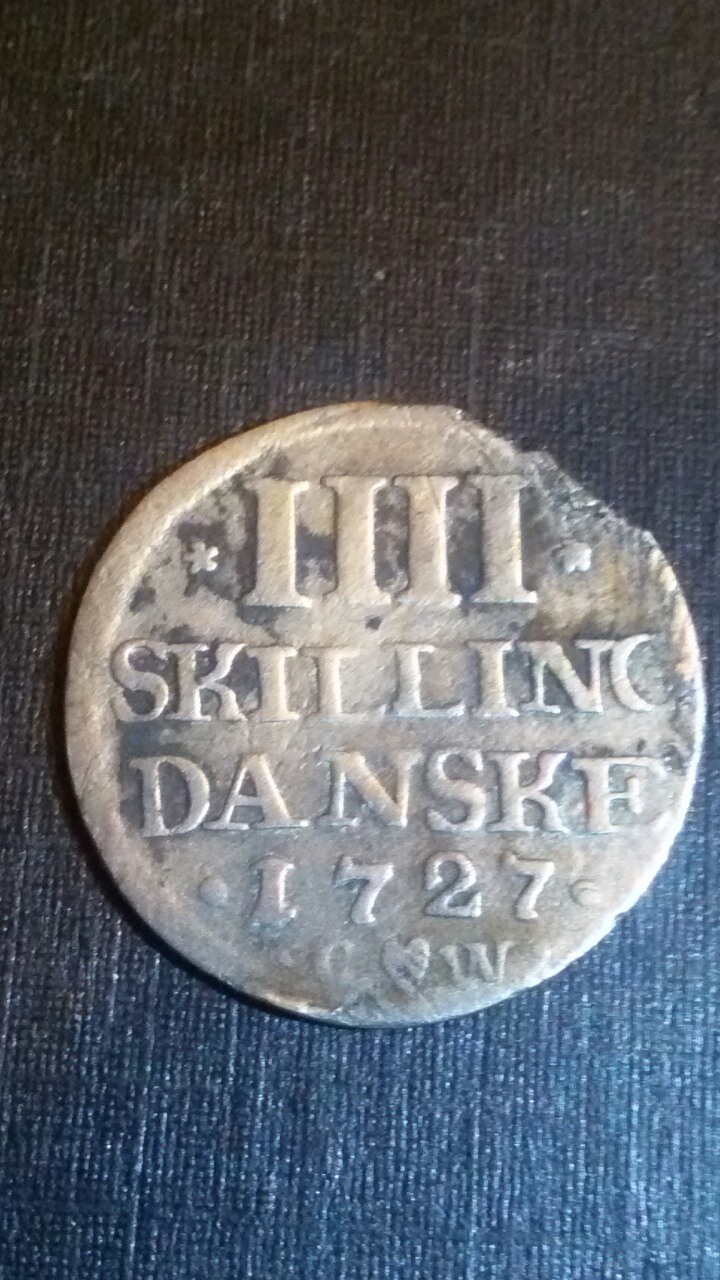 * IIII *
SKILLING
DANSKE
· 1727 ·
C♥W